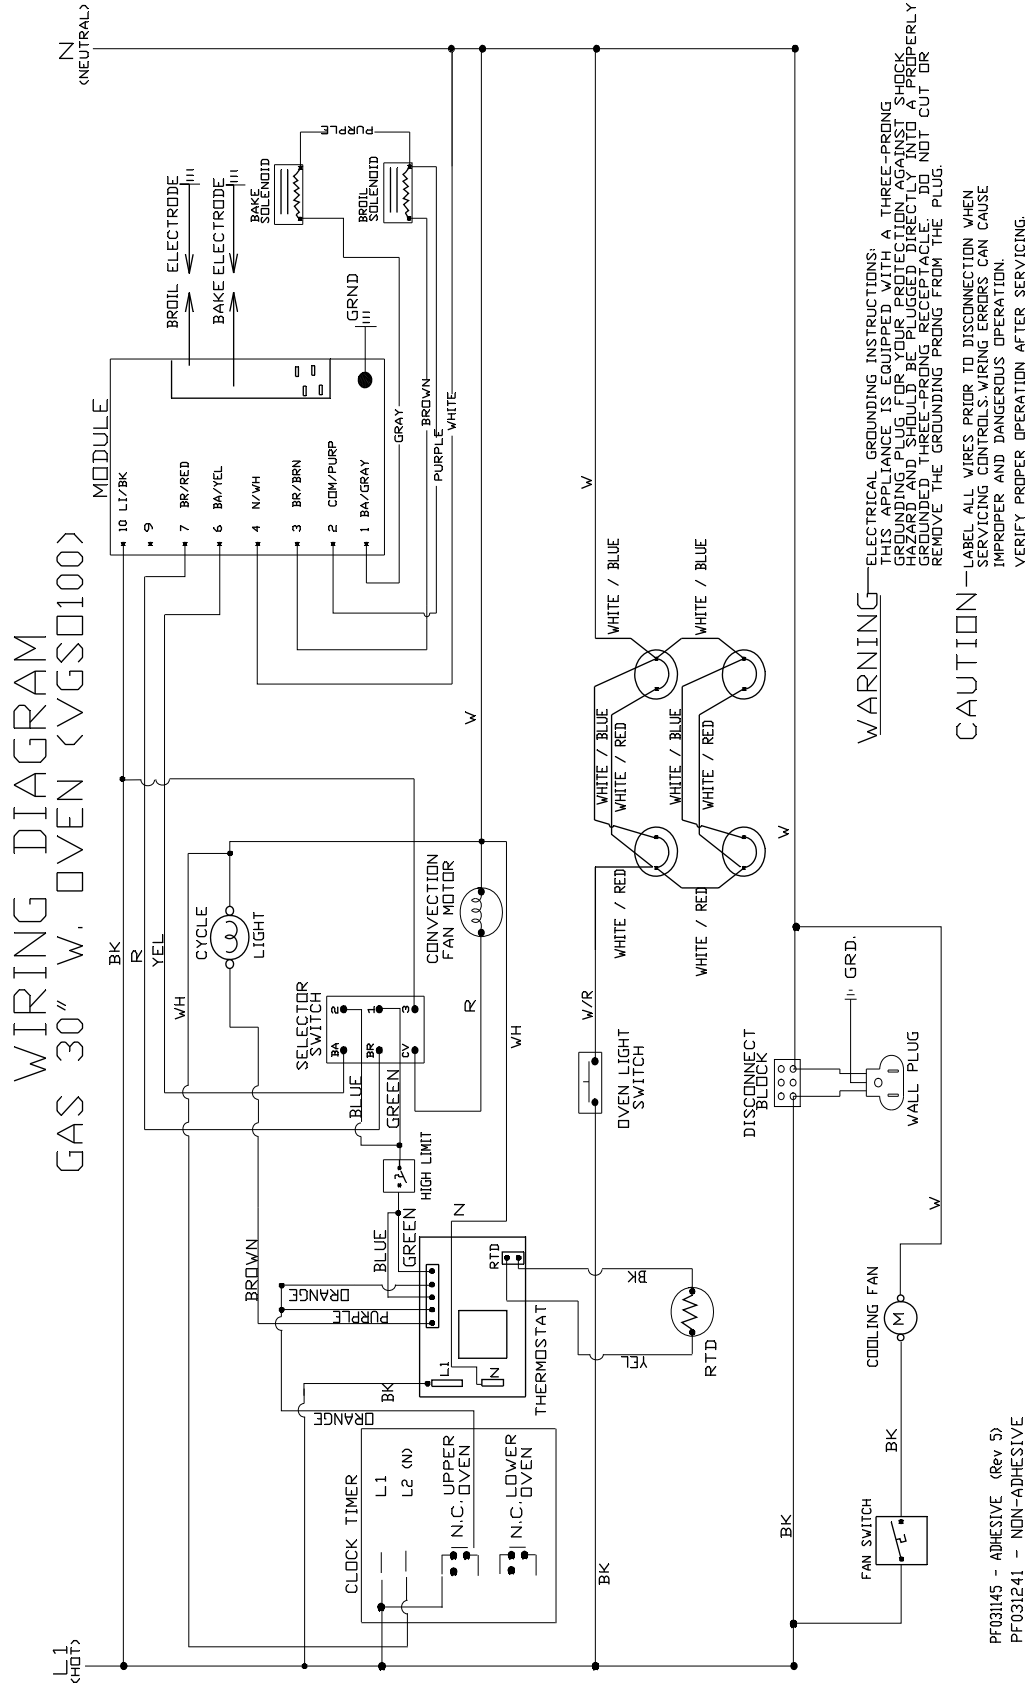 WIRING DIAGRAM
GAS 30" W. OVEN (VGSO100)
L1
(HOT)
N
(NEUTRAL)
MODULE
10 LI/BK
9
7 BR/RED
6 BA/YEL
4 N/WH
3 BR/BRN
2 COM/PURP
1 BA/GRAY
BROIL ELECTRODE
BAKE ELECTRODE
BAKE
SOLENOID
BROIL
SOLENOID
PURPLE
GRND
GRAY
BROWN
PURPLE
WHITE
BK
R
YEL
WH
CYCLE
LIGHT
SELECTOR
SWITCH
BA
2
BR
1
CV
3
CONVECTION
FAN MOTOR
W
R
WH
BLUE
GREEN
HIGH LIMIT
BLUE
GREEN
N
BROWN
ORANGE
PURPLE
RTD
L1
N
THERMOSTAT
BK
ORANGE
CLOCK TIMER
L1
L2 (N)
N.C. UPPER
OVEN
N.C. LOWER
OVEN
BK
YEL
RTD
BK
W/R
OVEN LIGHT
SWITCH
WHITE / RED
WHITE / RED
WHITE / BLUE
WHITE / RED
WHITE / BLUE
WHITE / RED
WHITE / BLUE
WHITE / BLUE
W
W
BK
DISCONNECT
BLOCK
GRD.
WALL PLUG
W
COOLING FAN
M
BK
FAN SWITCH
WARNING
ELECTRICAL GROUNDING INSTRUCTIONS:
THIS APPLIANCE IS EQUIPPED WITH A THREE-PRONG
GROUNDING PLUG FOR YOUR PROTECTION AGAINST SHOCK
HAZARD AND SHOULD BE PLUGGED DIRECTLY INTO A PROPERLY
GROUNDED THREE-PRONG RECEPTACLE. DO NOT CUT OR
REMOVE THE GROUNDING PRONG FROM THE PLUG.
CAUTION—LABEL ALL WIRES PRIOR TO DISCONNECTION WHEN
SERVICING CONTROLS. WIRING ERRORS CAN CAUSE
IMPROPER AND DANGEROUS OPERATION.
VERIFY PROPER OPERATION AFTER SERVICING.
PF031145 - ADHESIVE (Rev 5)
PF031241 - NON-ADHESIVE